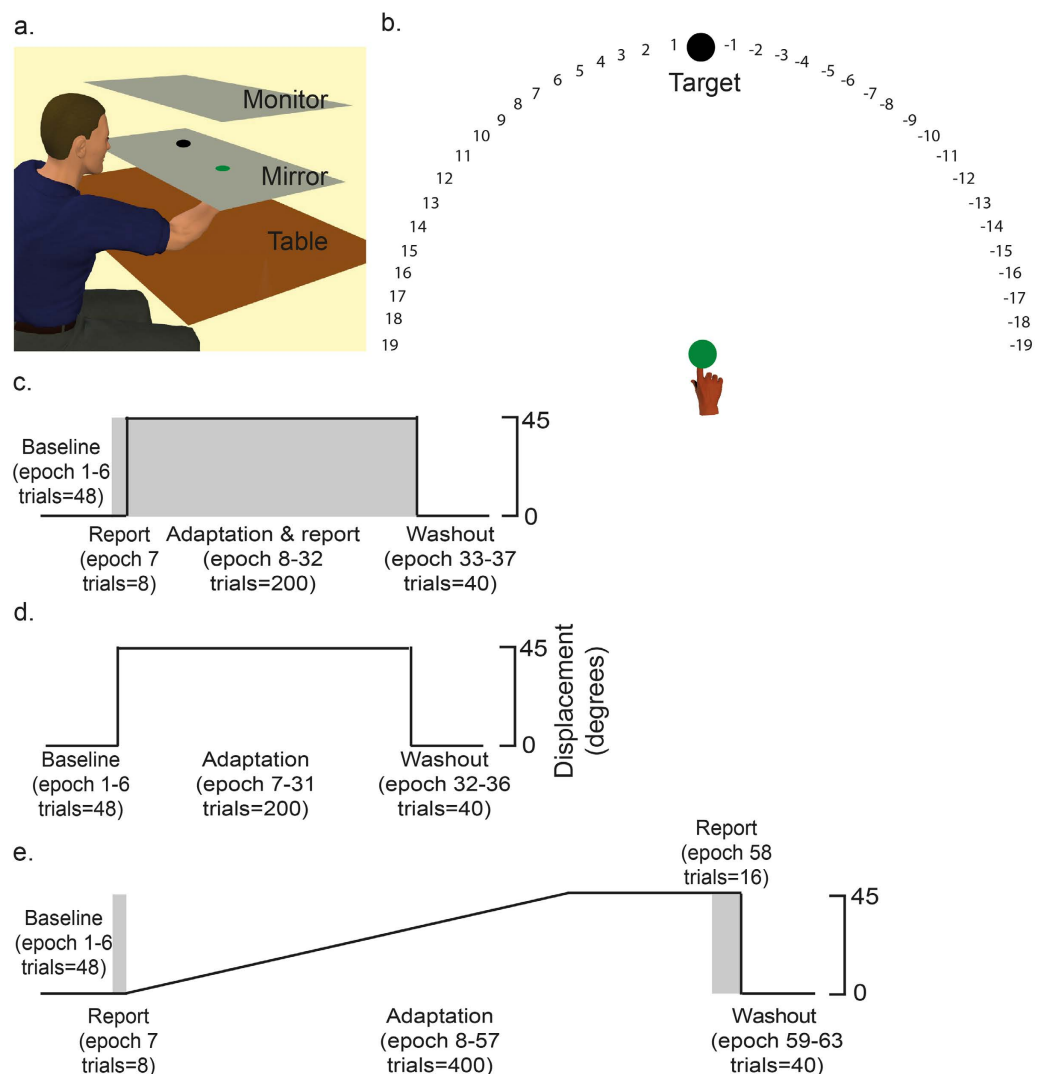 a.
Monitor
Mirror
Table
b.
19
18
17
16
15
14
13
12
11
10
9
8
7
6
5
4
3
2
1
-1
-2
-3
-4
-5
-6
-7
-8
-9
-10
-11
-12
-13
-14
-15
-16
-17
-18
-19
Target
c.
Baseline
(epoch 1-6
trials=48)
Report
(epoch 7
trials=8)
Adaptation & report
(epoch 8-32
trials=200)
Washout
(epoch 33-37
trials=40)
45
0
d.
Baseline
(epoch 1-6
trials=48)
Adaptation
(epoch 7-31
trials=200)
Washout
(epoch 32-36
trials=40)
45
0
Displacement
(degrees)
e.
Baseline
(epoch 1-6
trials=48)
Report
(epoch 7
trials=8)
Adaptation
(epoch 8-57
trials=400)
Report
(epoch 58
trials=16)
Washout
(epoch 59-63
trials=40)
45
0